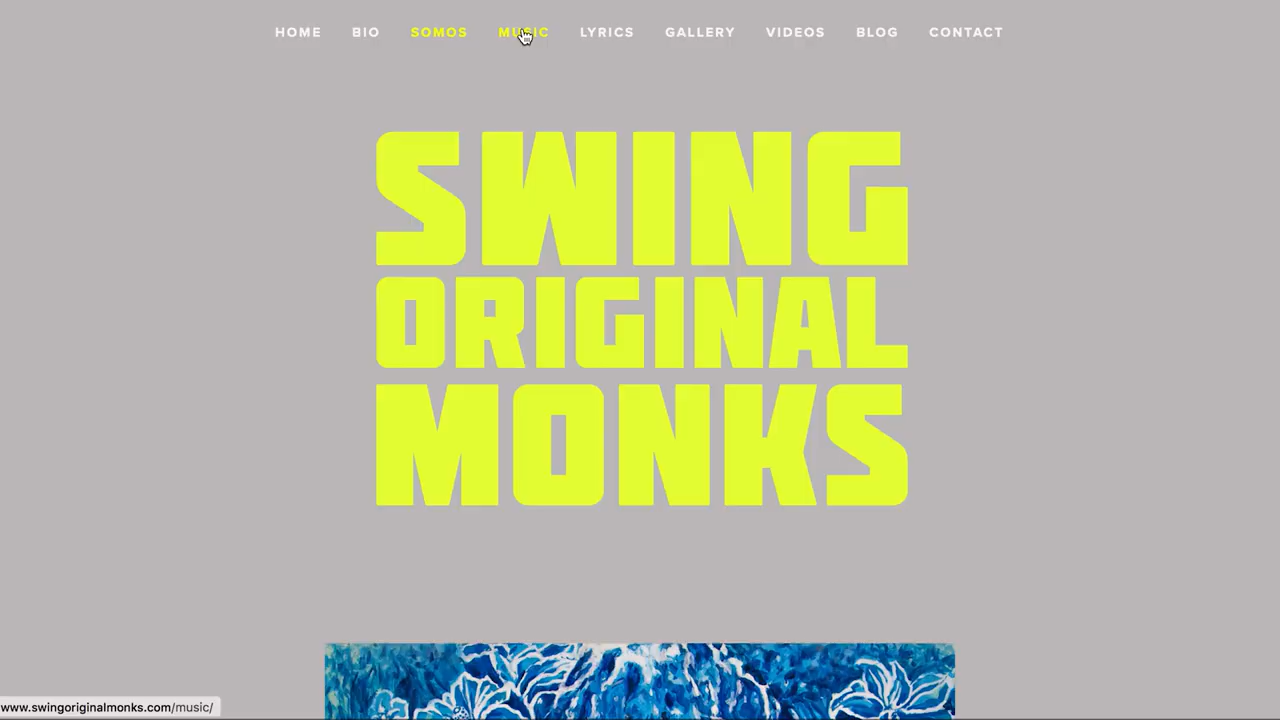 HOME BIO SOMOS MUSIC LYRICS GALLERY VIDEOS BLOG CONTACT
SWING
ORIGINAL
MONKS
www.swingoriginalmonks.com/music/